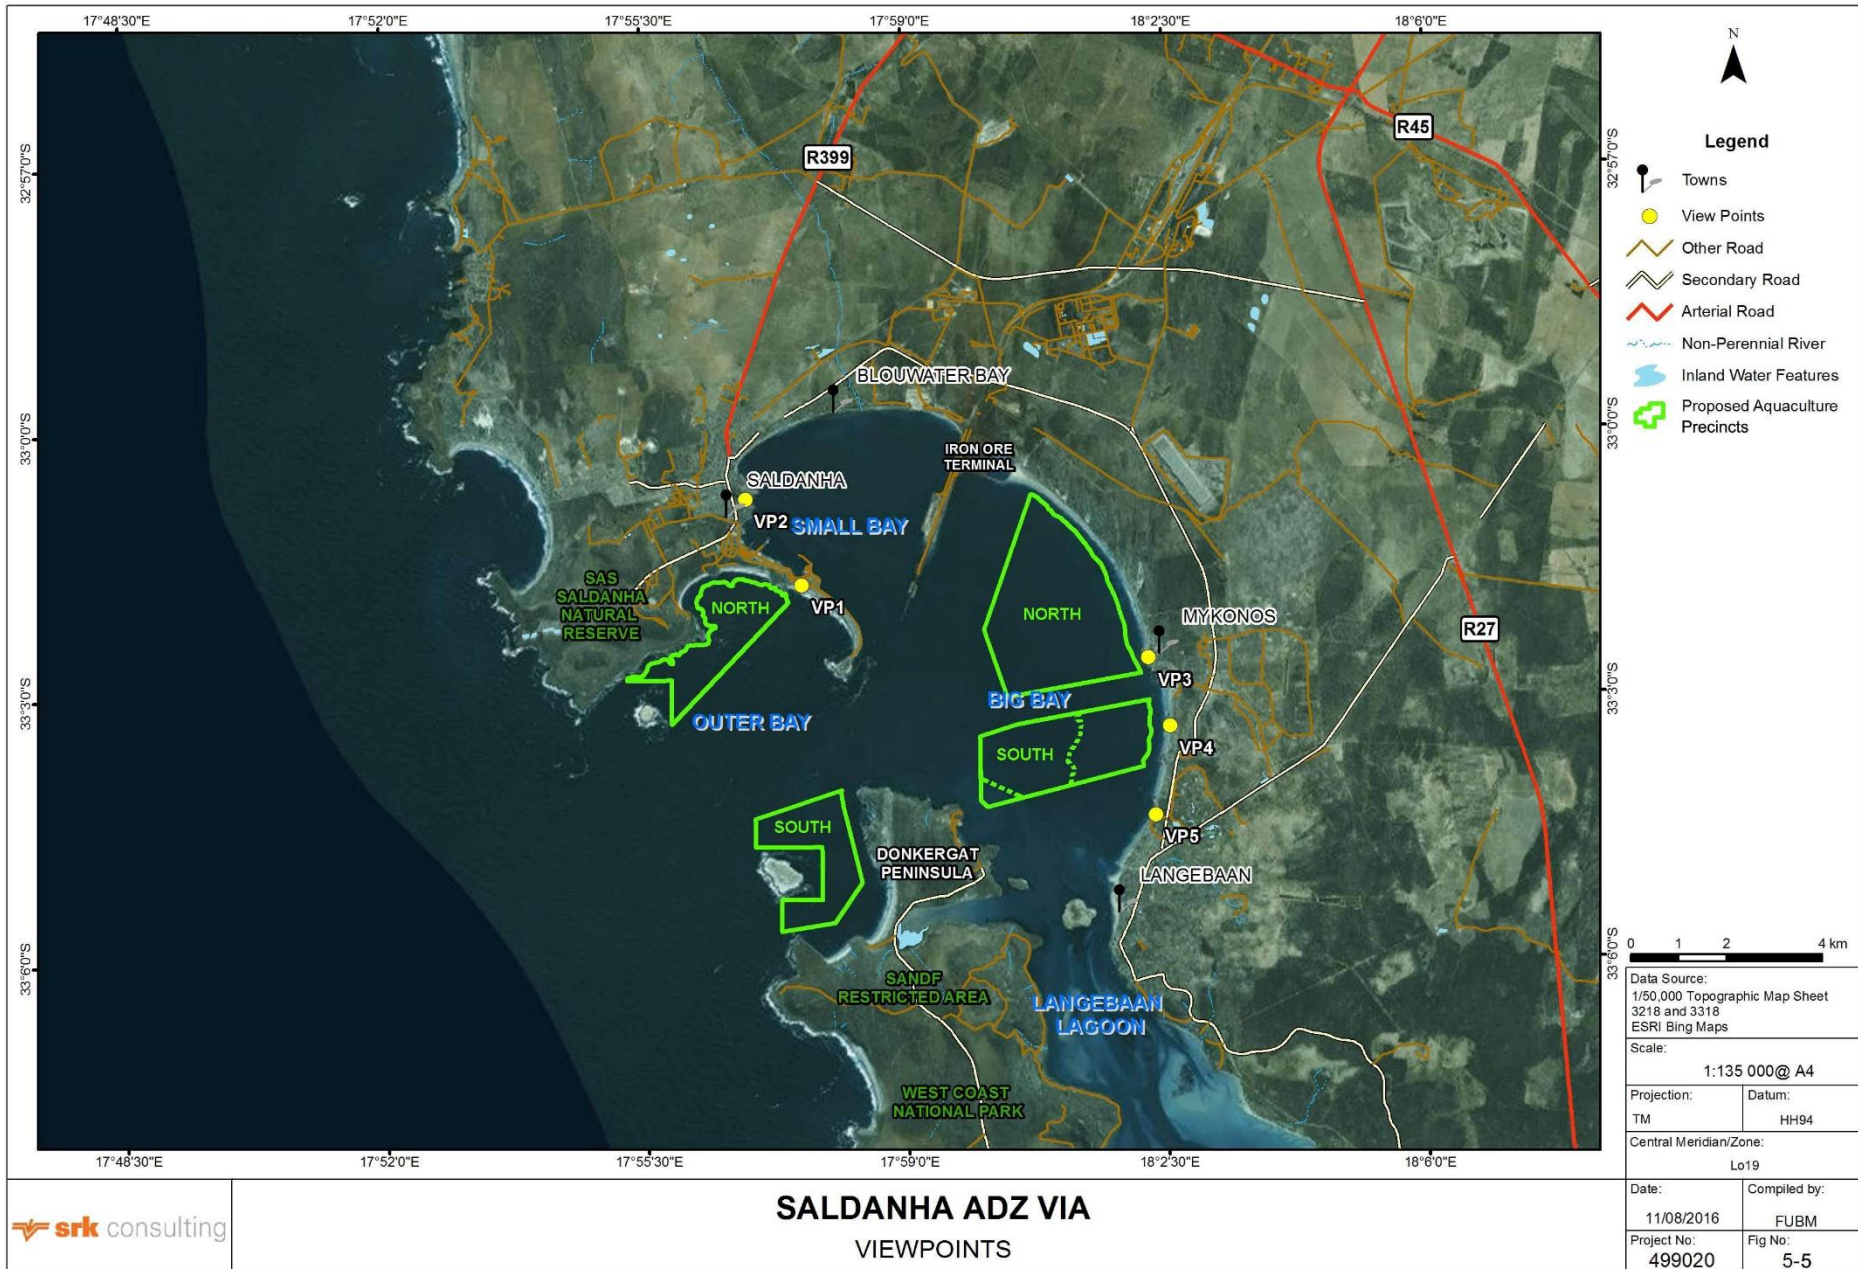 17°48'30"E
17°52'0"E
17°55'30"E
17°59'0"E
18°2'30"E
18°6'0"E
32°57'0"S
33°0'0"S
33°3'0"S
33°6'0"S
32°57'0"S
33°0'0"S
33°3'0"S
33°6'0"S
R399
R45
R27
BLOUWATER BAY
IRON ORE
TERMINAL
SALDANHA
VP2
SMALL BAY
SAS
SALDANHA
NATURAL
RESERVE
NORTH
VP1
NORTH
MYKONOS
VP3
BIG BAY
OUTER BAY
VP4
SOUTH
SOUTH
VP5
DONKERGAT
PENINSULA
LANGEBAAN
SANDF
RESTRICTED AREA
LANGEBAAN
LAGOON
WEST COAST
NATIONAL PARK
17°48'30"E
17°52'0"E
17°55'30"E
17°59'0"E
18°2'30"E
18°6'0"E
N
Legend
Towns
View Points
Other Road
Secondary Road
Arterial Road
Non-Perennial River
Inland Water Features
Proposed Aquaculture
Precincts
0 1 2 4 km
Data Source:
1/50,000 Topographic Map Sheet
3218 and 3318
ESRI Bing Maps
Scale:
1:135 000@ A4
Projection:
TM
Datum:
HH94
Central Meridian/Zone:
Lo19
Date:
11/08/2016
Compiled by:
FUBM
Project No:
499020
Fig No:
5-5
srk consulting
SALDANHA ADZ VIA
VIEWPOINTS